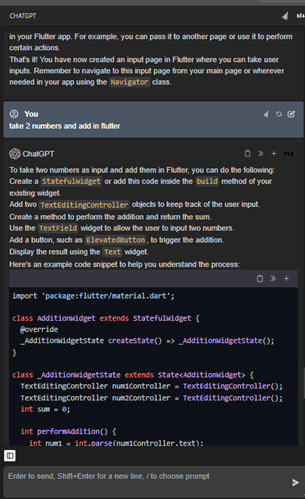 CHATGPT
in your Flutter app. For example, you can pass it to another page or use it to perform
certain actions.
That's it! You have now created an input page in Flutter where you can take user
inputs. Remember to navigate to this input page from your main page or wherever
needed in your app using the Navigator class.
You
take 2 numbers and add in flutter
ChatGPT
To take two numbers as input and add them in Flutter, you can do the following:
Create a StatefulWidget or add this code inside the build method of your
existing widget.
Add two TextEditingController objects to keep track of the user input.
Create a method to perform the addition and return the sum.
Use the TextField widget to allow the user to input two numbers.
Add a button, such as ElevatedButton, to trigger the addition.
Display the result using the Text widget.
Here's an example code snippet to help you understand the process:
import 'package:flutter/material.dart';
class AdditionWidget extends StatefulWidget {
@override
_AdditionWidgetState createState() => _AdditionWidgetState();
}
class _AdditionWidgetState extends State<AdditionWidget> {
TextEditingController num1Controller = TextEditingController();
TextEditingController num2Controller = TextEditingController();
int sum = 0;
int performAddition() {
int num1 = int.parse(num1Controller.text);
Enter to send, Shift+Enter for a new line, / to choose prompt